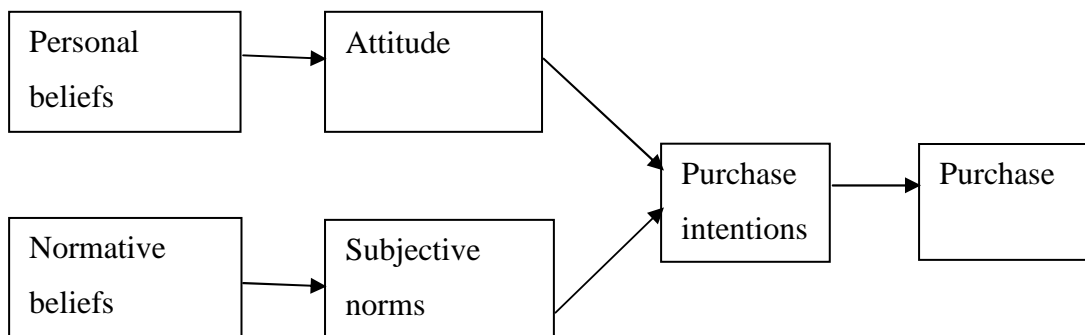 Personal
beliefs
Attitude
Purchase
intentions
Purchase
Normative
beliefs
Subjective
norms